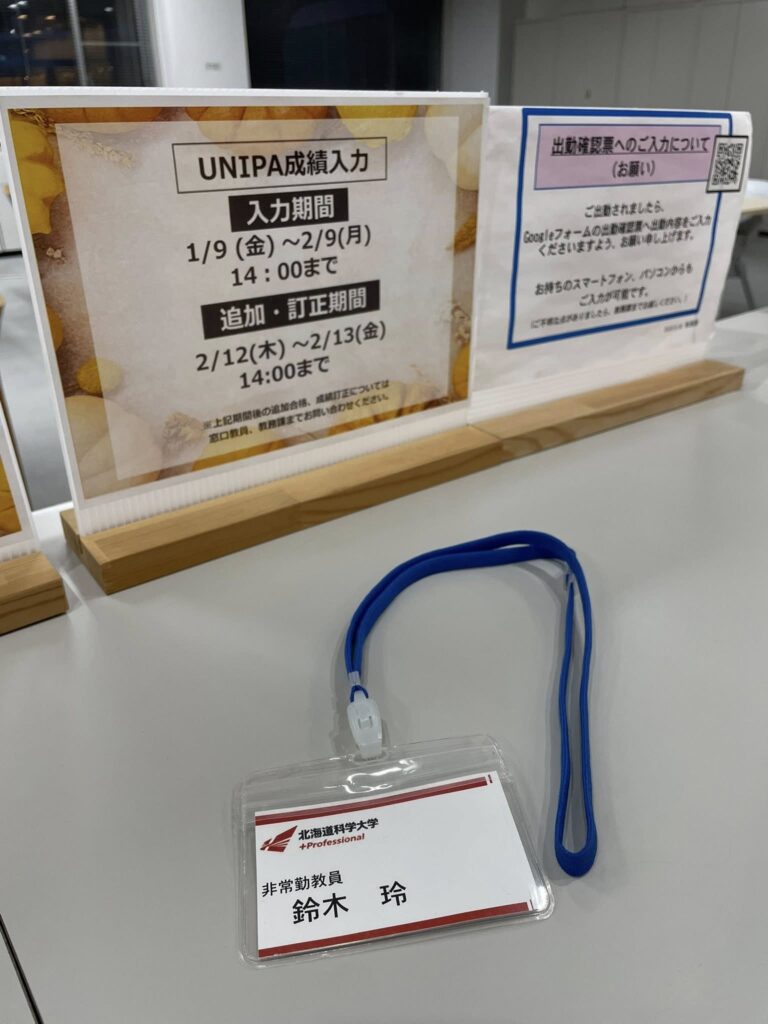 UNIPA成績入力
入力期間
1/9 (金) ～2/9(月)
14：00まで
追加・訂正期間
2/12(木) ～2/13(金)
14:00まで
※上記期間後の追加合格、成績訂正については
窓口教員、教務課までお問い合わせください。
出勤確認票へのご入力について
（お願い）
ご出勤されましたら、
Googleフォームの出勤確認票へ出勤内容をご入力
くださいますよう、お願い申し上げます。
お持ちのスマートフォン、パソコンからも
ご入力が可能です。
北海道科学大学
+Professional
非常勤教員
鈴木 玲